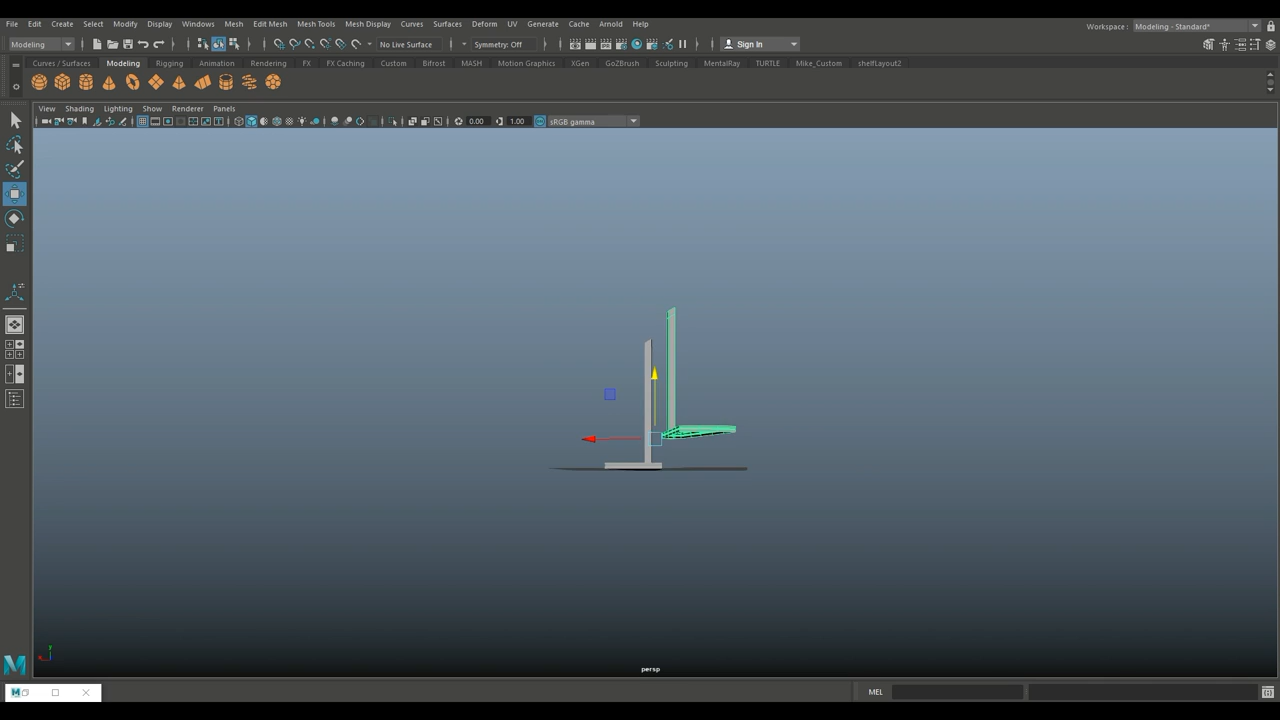 File Edit Create Select Modify Display Windows Mesh Edit Mesh Mesh Tools Mesh Display Curves Surfaces Deform UV Generate Cache Arnold Help
Workspace : Modeling - Standard*
Modeling No Live Surface Symmetry: Off Sign In
Curves / Surfaces Modeling Rigging Animation Rendering FX FX Caching Custom Bifrost MASH Motion Graphics XGen GoZBrush Sculpting MentalRay TURTLE Mike_Custom shelfLayout2
View Shading Lighting Show Renderer Panels
0.00 1.00 sRGB gamma
y
persp
M MEL